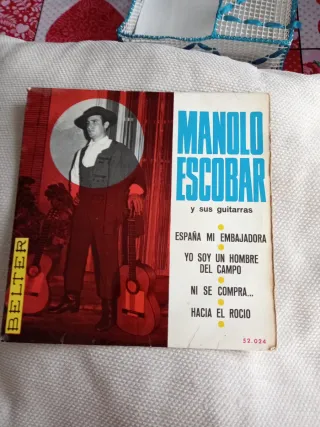 MANOLO
ESCOBAR
y sus guitarras
ESPAÑA MI EMBAJADORA
YO SOY UN HOMBRE
DEL CAMPO
NI SE COMPRA...
HACIA EL ROCIO
BELTER
52.024